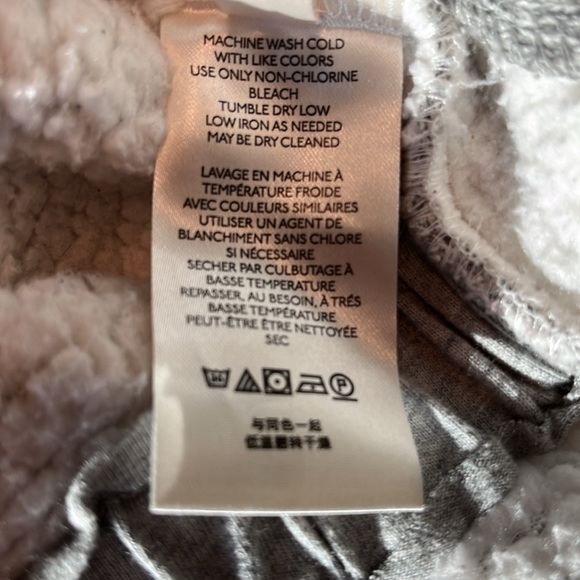 MACHINE WASH COLD
WITH LIKE COLORS
USE ONLY NON-CHLORINE
BLEACH
TUMBLE DRY LOW
LOW IRON AS NEEDED
MAY BE DRY CLEANED
LAVAGE EN MACHINE À
TEMPÉRATURE FROIDE
AVEC COULEURS SIMILAIRES
UTILISER UN AGENT DE
BLANCHIMENT SANS CHLORE
SI NÉCESSAIRE
SECHER PAR CULBUTAGE À
BASSE TEMPERATURE
REPASSER, AU BESOIN, À TRÉS
BASSE TEMPÉRATURE
PEUT-ÊTRE ÊTRE NETTOYÉE
SEC
P
与同色一起
低温翻转干燥